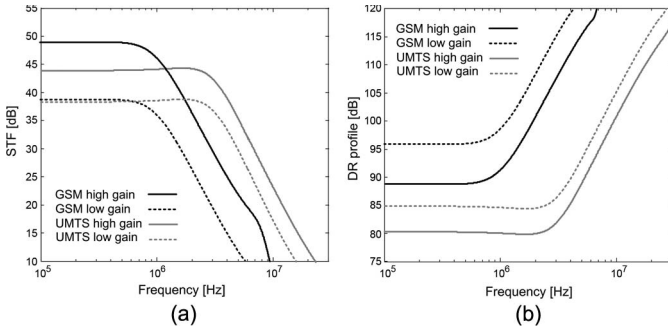 STF [dB]
55
50
45
40
35
30
25
20
15
10
GSM high gain
GSM low gain
UMTS high gain
UMTS low gain
10^5
10^6
10^7
Frequency [Hz]
(a)
DR profile [dB]
120
115
110
105
100
95
90
85
80
75
GSM high gain
GSM low gain
UMTS high gain
UMTS low gain
10^5
10^6
10^7
Frequency [Hz]
(b)